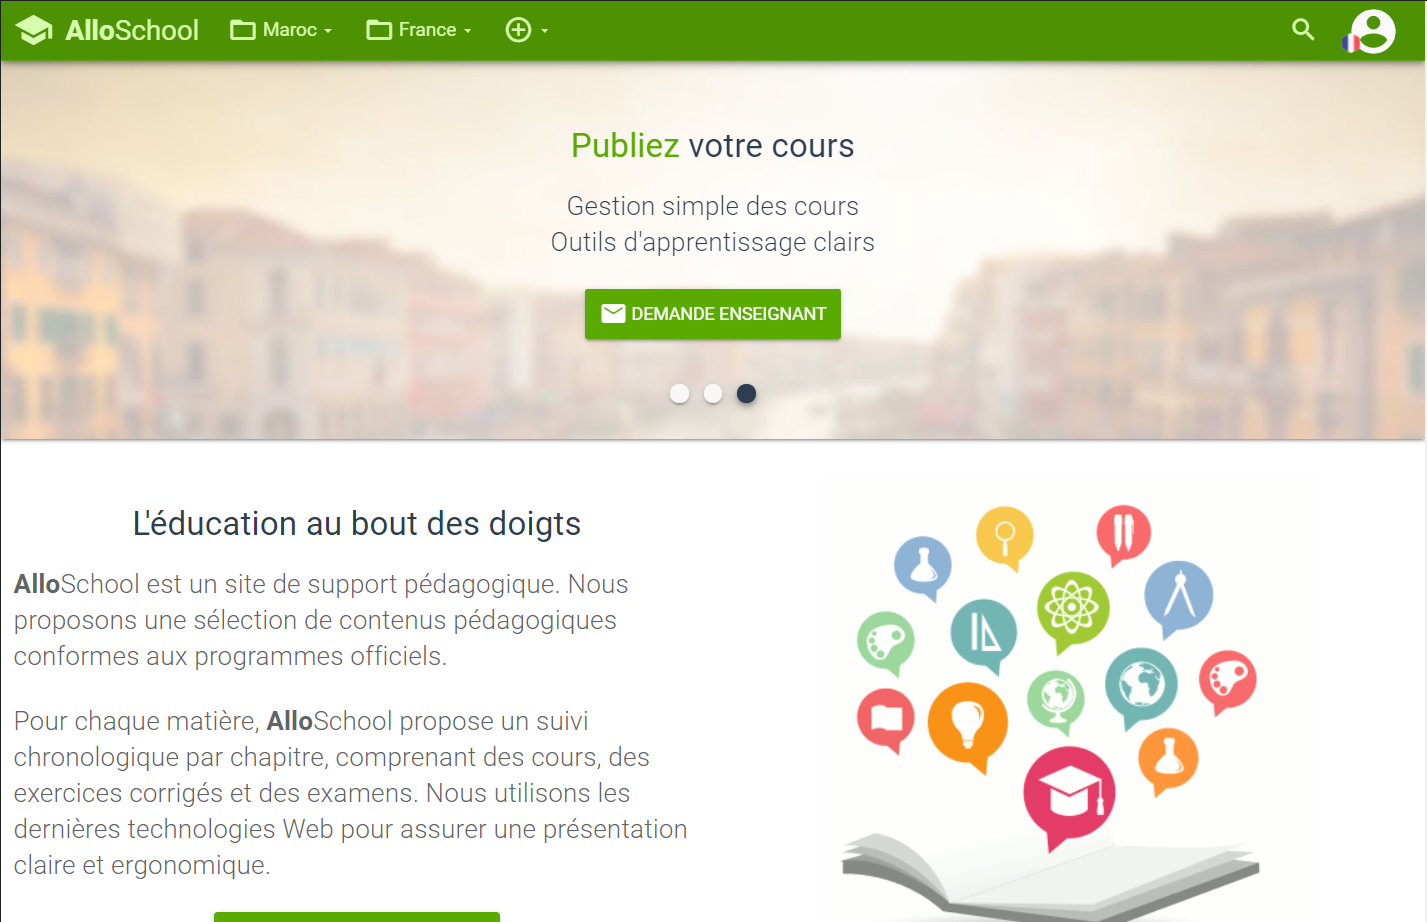 AlloSchool
Maroc
France
Publiez votre cours
Gestion simple des cours
Outils d'apprentissage clairs
DEMANDE ENSEIGNANT
L'éducation au bout des doigts
AlloSchool est un site de support pédagogique. Nous
proposons une sélection de contenus pédagogiques
conformes aux programmes officiels.
Pour chaque matière, AlloSchool propose un suivi
chronologique par chapitre, comprenant des cours, des
exercices corrigés et des examens. Nous utilisons les
dernières technologies Web pour assurer une présentation
claire et ergonomique.